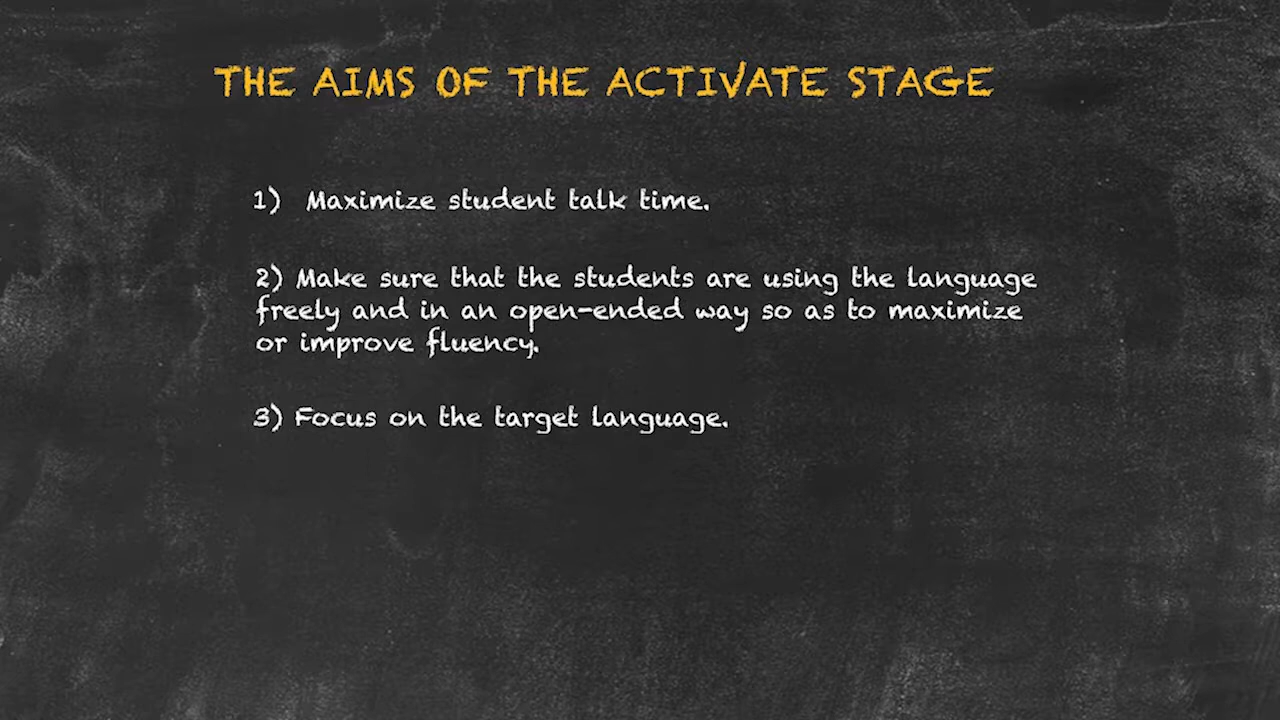 THE AIMS OF THE ACTIVATE STAGE
1) Maximize student talk time.
2) Make sure that the students are using the language
freely and in an open-ended way so as to maximize
or improve fluency.
3) Focus on the target language.